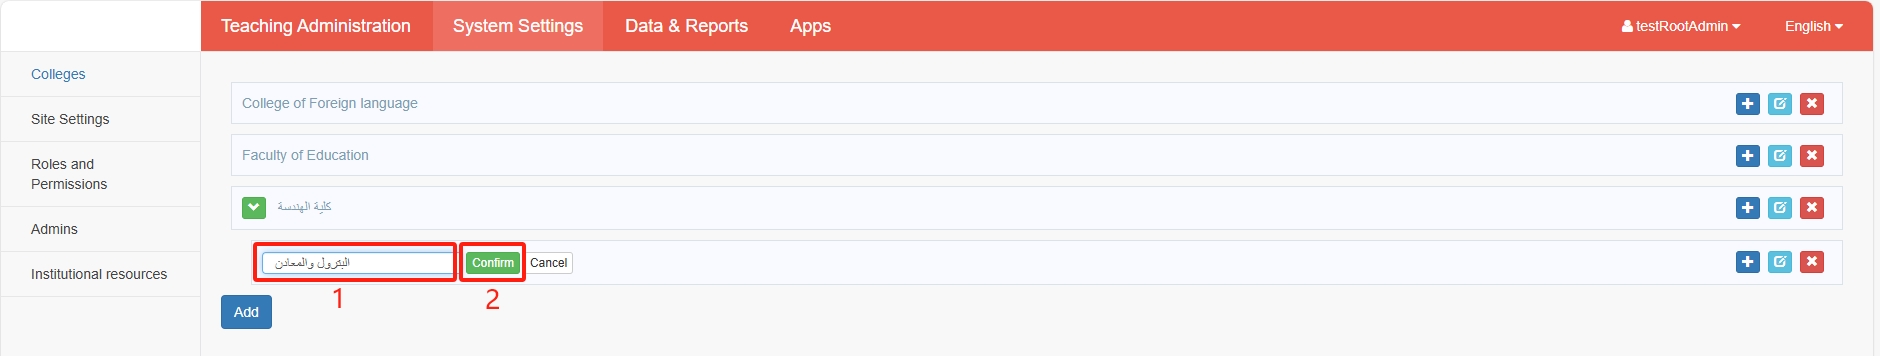 Teaching Administration System Settings Data & Reports Apps testRootAdmin English
Colleges
Site Settings
Roles and
Permissions
Admins
Institutional resources
College of Foreign language
Faculty of Education
كلية الهندسة
البترول والمعادن Confirm Cancel
1 2
Add